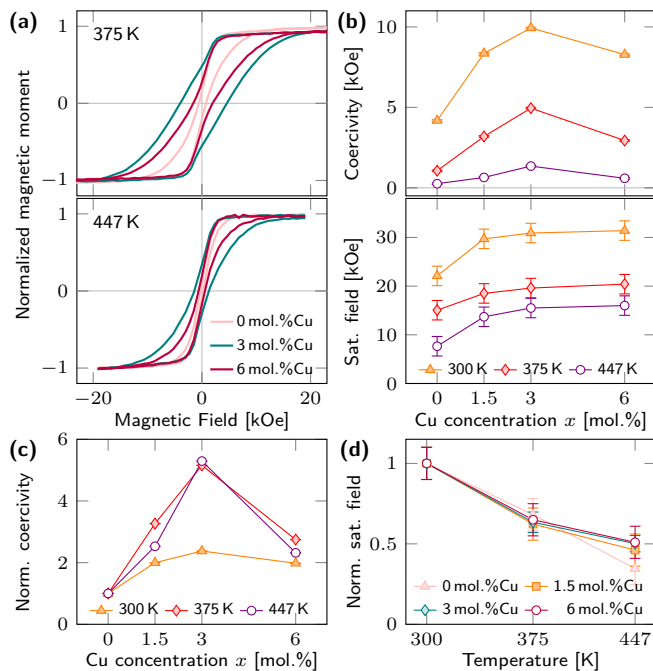 (a)
375 K
1
0
−1
447 K
1
0
−1
0 mol.%Cu
3 mol.%Cu
6 mol.%Cu
−20
0
20
Magnetic Field [kOe]
Normalized magnetic moment
(b)
10
5
0
Coercivity [kOe]
30
20
10
0
Sat. field [kOe]
300 K
375 K
447 K
0
1.5
3
6
Cu concentration x [mol.%]
(c)
6
4
2
0
Norm. coercivity
300 K
375 K
447 K
0
1.5
3
6
Cu concentration x [mol.%]
(d)
1
0.5
0
Norm. sat. field
0 mol.%Cu
1.5 mol.%Cu
3 mol.%Cu
6 mol.%Cu
300
375
447
Temperature [K]